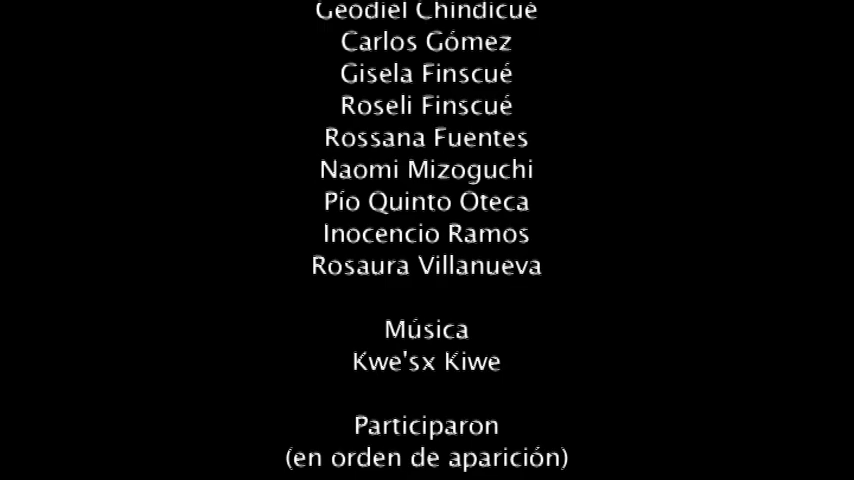 Geodiel Chindicué
Carlos Gómez
Gisela Finscué
Roseli Finscué
Rossana Fuentes
Naomi Mizoguchi
Pío Quinto Oteca
Inocencio Ramos
Rosaura Villanueva
Música
Kwe'sx Kiwe
Participaron
(en orden de aparición)